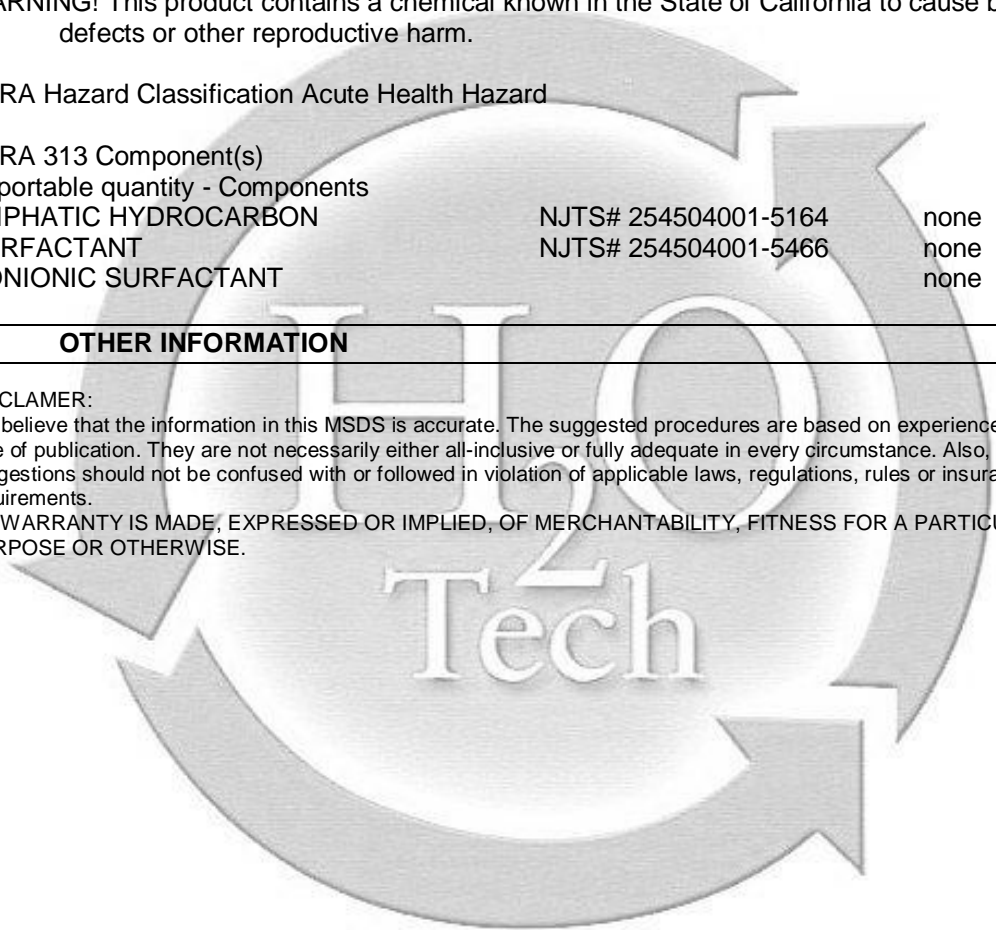 ARNING! This product contains a chemical known in the State of California to cause b
defects or other reproductive harm.
RA Hazard Classification Acute Health Hazard
RA 313 Component(s)
portable quantity - Components
IPHATIC HYDROCARBON NJTS# 254504001-5164 none
RFACTANT NJTS# 254504001-5466 none
ONIONIC SURFACTANT none
OTHER INFORMATION
CLAMER:
believe that the information in this MSDS is accurate. The suggested procedures are based on experience
e of publication. They are not necessarily either all-inclusive or fully adequate in every circumstance. Also,
gestions should not be confused with or followed in violation of applicable laws, regulations, rules or insura
uirements.
WARRANTY IS MADE, EXPRESSED OR IMPLIED, OF MERCHANTABILITY, FITNESS FOR A PARTICU
RPOSE OR OTHERWISE.
H2O
Tech